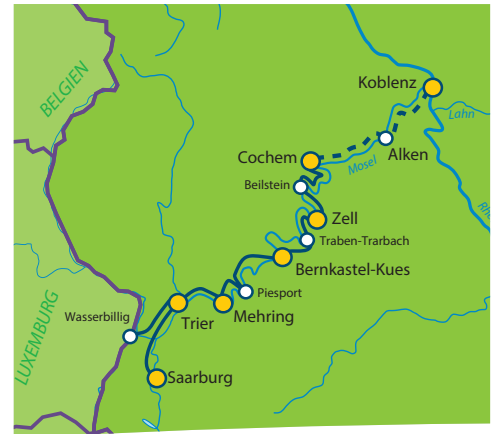 BELGIEN
Koblenz
Lahn
Alken
Cochem
Mosel
Beilstein
Zell
Traben-Trarbach
Bernkastel-Kues
Piesport
LUXEMBURG
Wasserbillig
Trier
Mehring
Saarburg